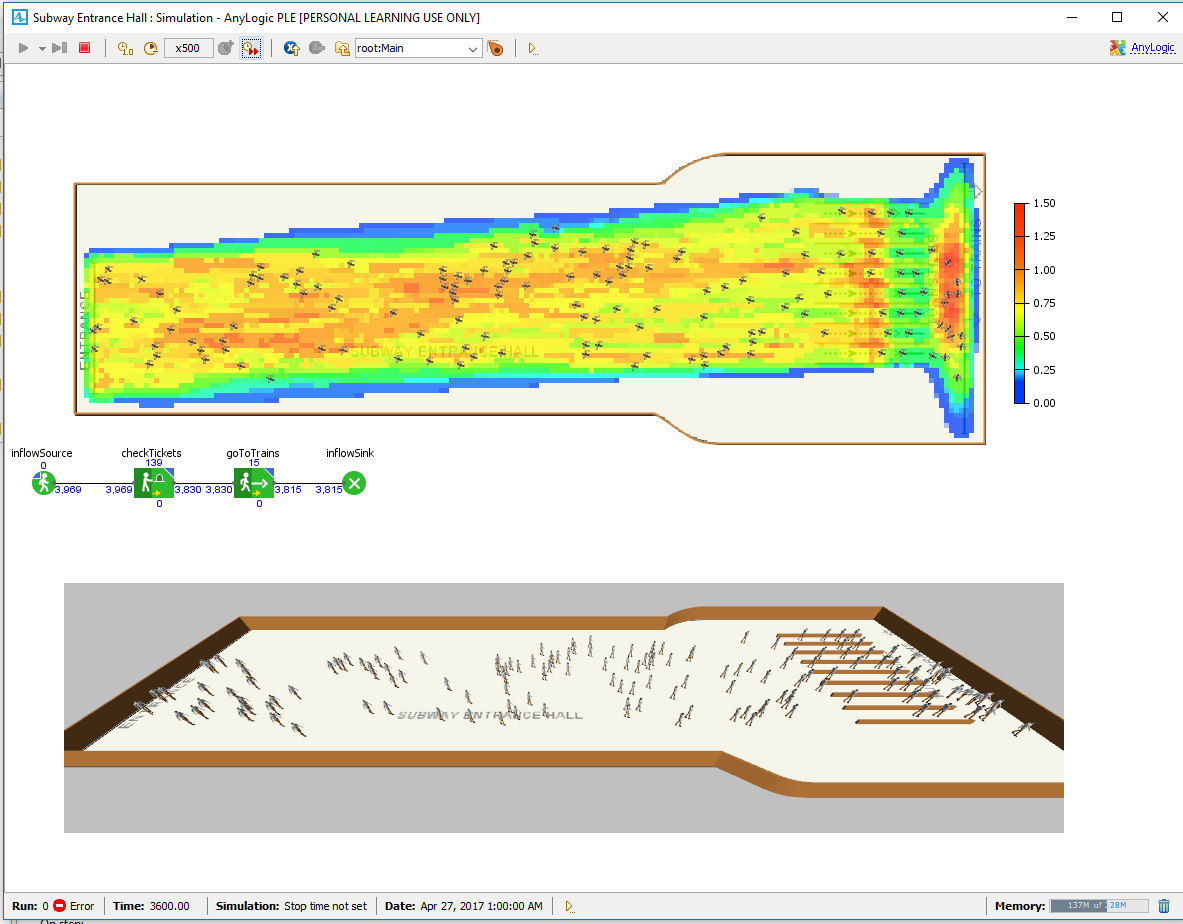 Subway Entrance Hall : Simulation - AnyLogic PLE [PERSONAL LEARNING USE ONLY]
x500
root:Main
AnyLogic
ENTRANCE
SUBWAY ENTRANCE HALL
1.50
1.25
1.00
0.75
0.50
0.25
0.00
inflowSource checkTickets goToTrains inflowSink
0 139 15
3,969 3,969 3,830 3,830 3,815 3,815
0 0
SUBWAY ENTRANCE HALL
Run: 0 Error Time: 3600.00 Simulation: Stop time not set Date: Apr 27, 2017 1:00:00 AM Memory: 137M of 28M